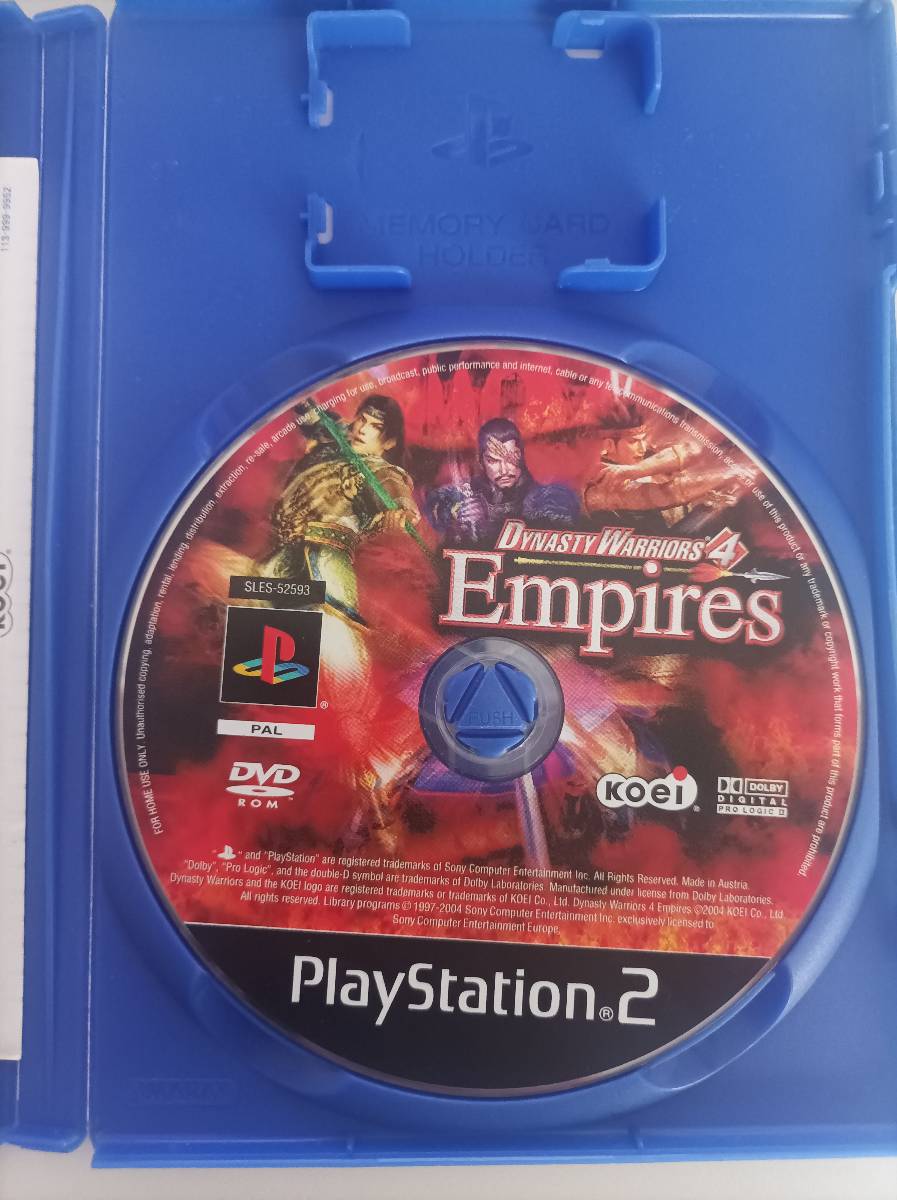 113-999-9952
MEMORY CARD
HOLDER
FOR HOME USE ONLY. Unauthorised copying, adaptation, rental, lending, distribution, extraction, re-sale, arcade use, charging for use, broadcast, public performance and internet, cable or any telecommunications transmission, access or use of this product or any trademark or copyright work that forms part of this product are prohibited.
DYNASTY WARRIORS 4
Empires
SLES-52593
®
PAL
PUSH
DVD
ROM ™
KOEI ®
DOLBY
DIGITAL
PRO LOGIC II
" " and "PlayStation" are registered trademarks of Sony Computer Entertainment Inc. All Rights Reserved. Made in Austria.
"Dolby", "Pro Logic", and the double-D symbol are trademarks of Dolby Laboratories. Manufactured under license from Dolby Laboratories.
Dynasty Warriors and the KOEI logo are registered trademarks or trademarks of KOEI Co., Ltd. Dynasty Warriors 4 Empires ©2004 KOEI Co., Ltd.
All rights reserved. Library programs © 1997-2004 Sony Computer Entertainment Inc. exclusively licensed to
Sony Computer Entertainment Europe.
PlayStation®2